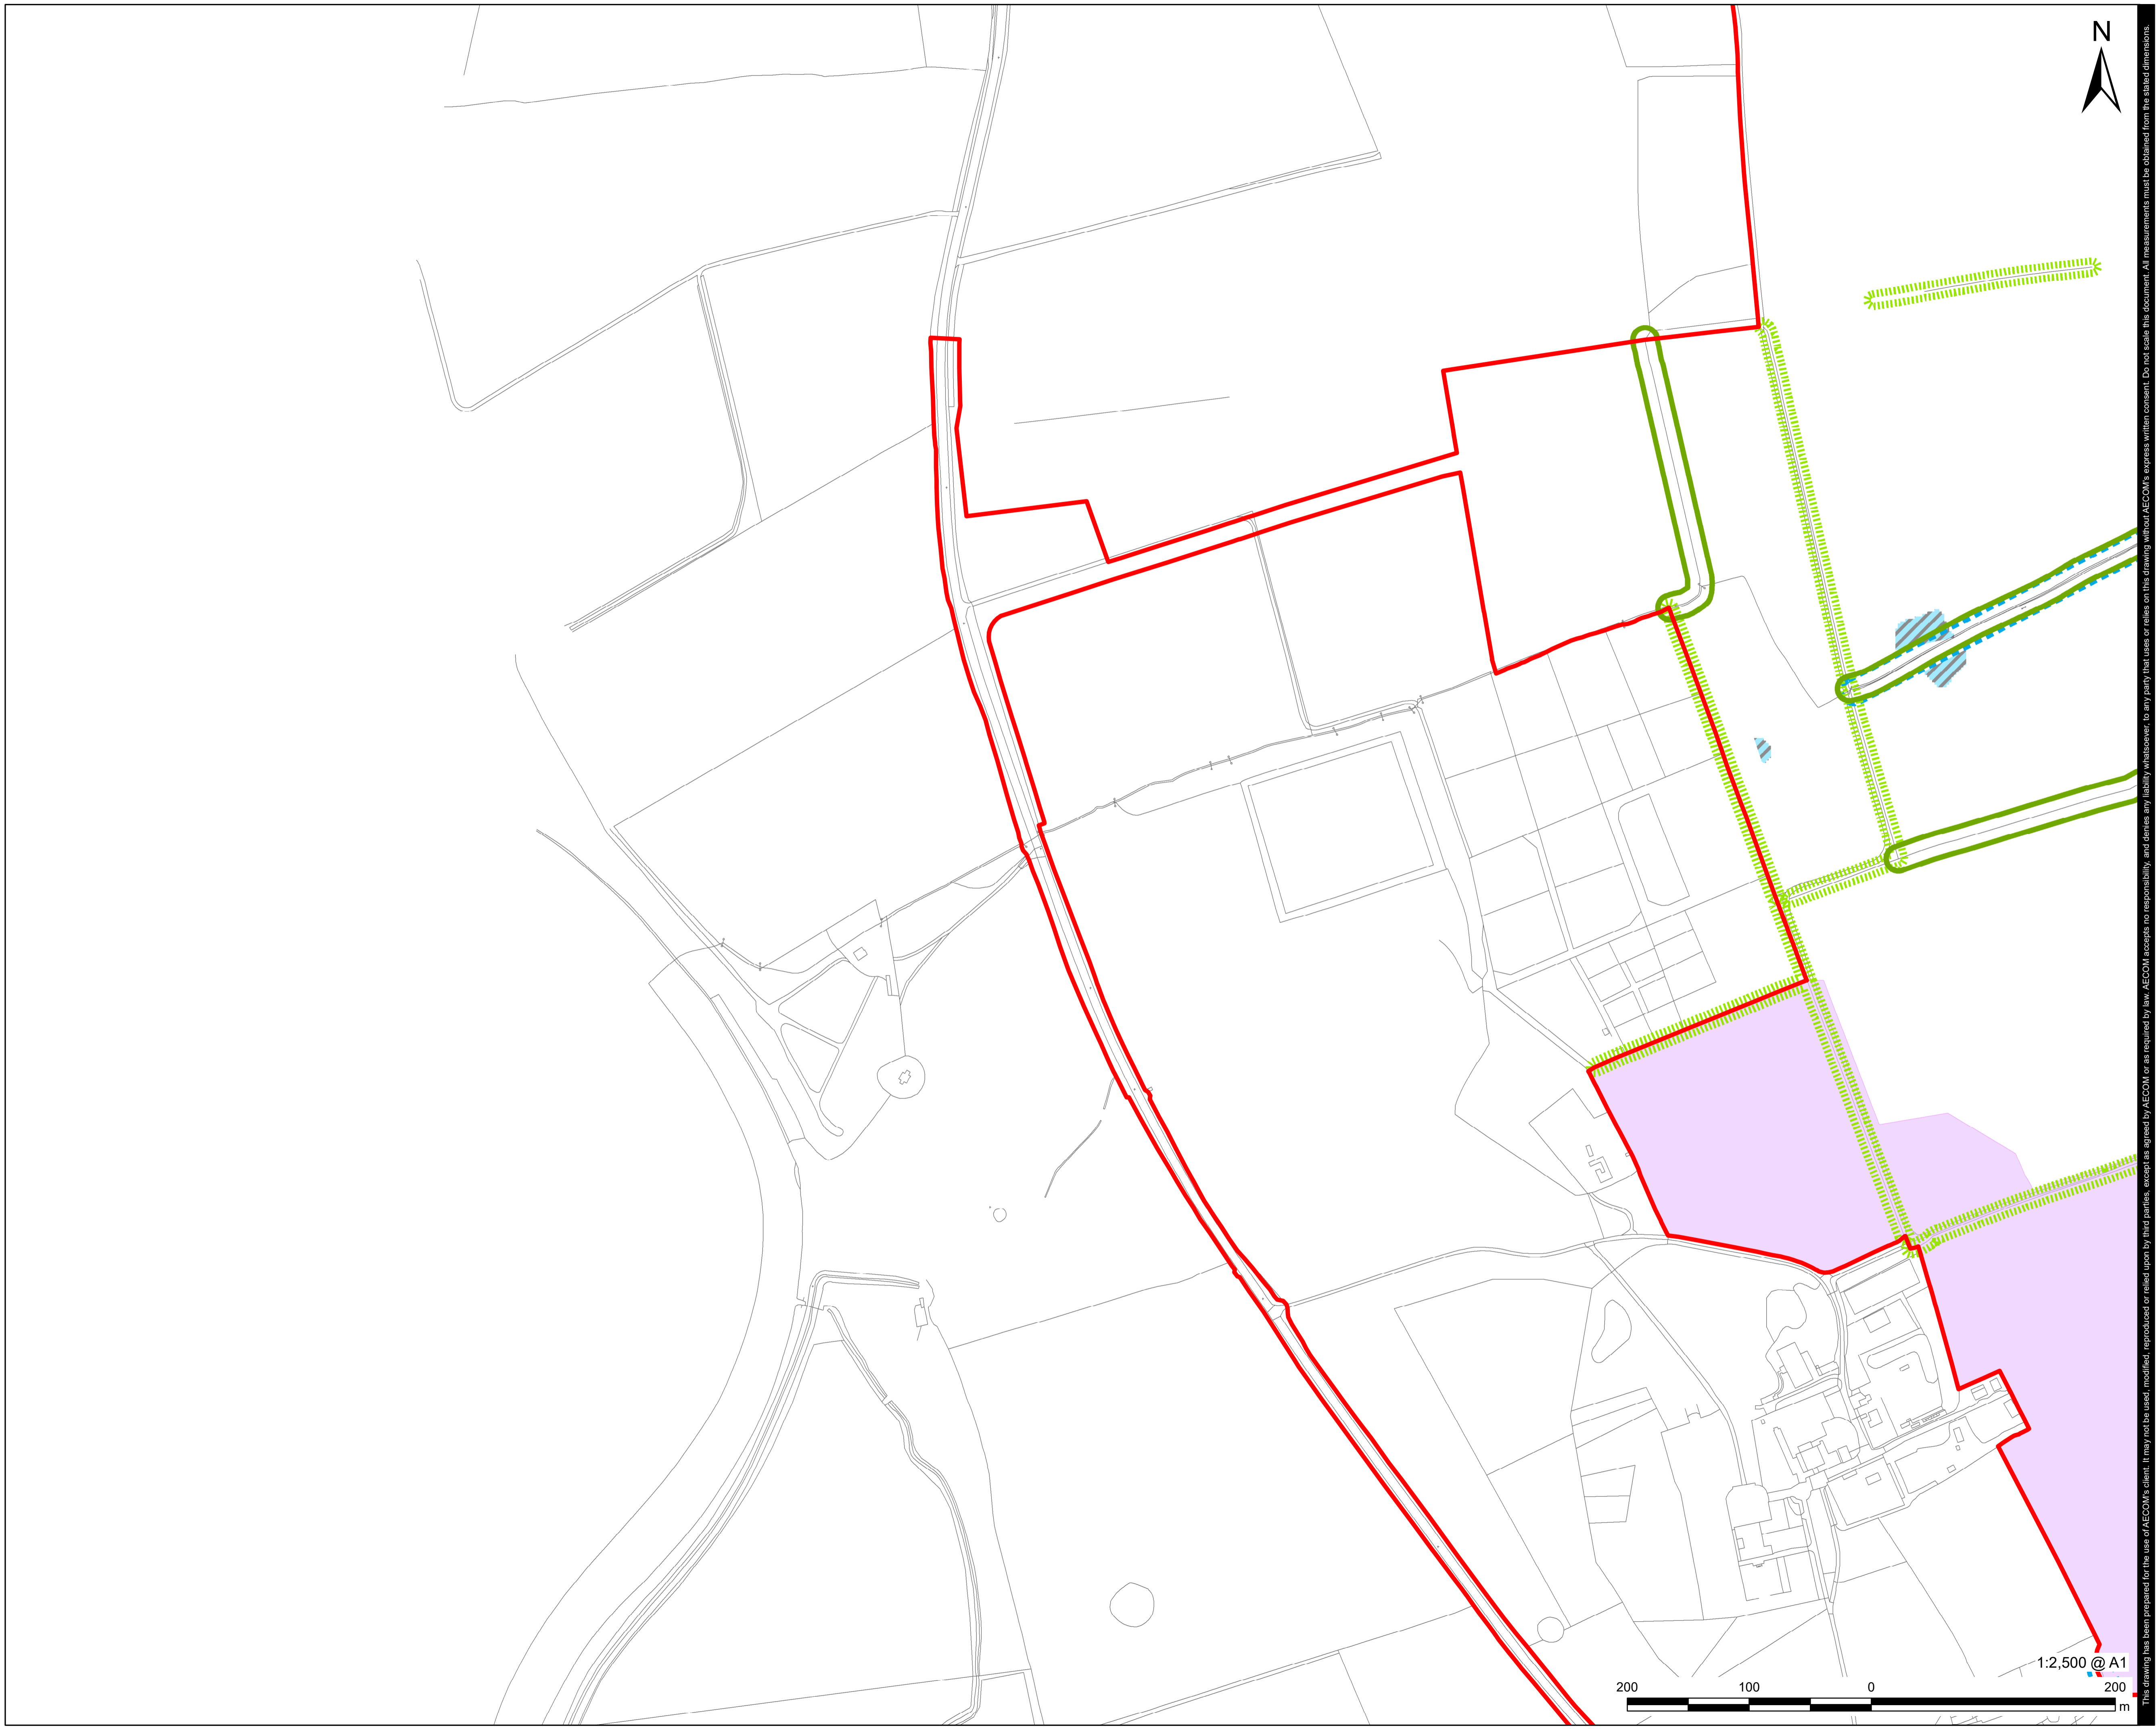 N
This drawing has been prepared for the use of AECOM's client. It may not be used, modified, reproduced or relied upon by third parties, except as agreed by AECOM or as required by law. AECOM accepts no responsibility, and denies any liability whatsoever, to any party that uses or relies on this drawing without AECOM's express written consent. Do not scale this document. All measurements must be obtained from the stated dimensions.
1:2,500 @ A1
200 100 0 200
m